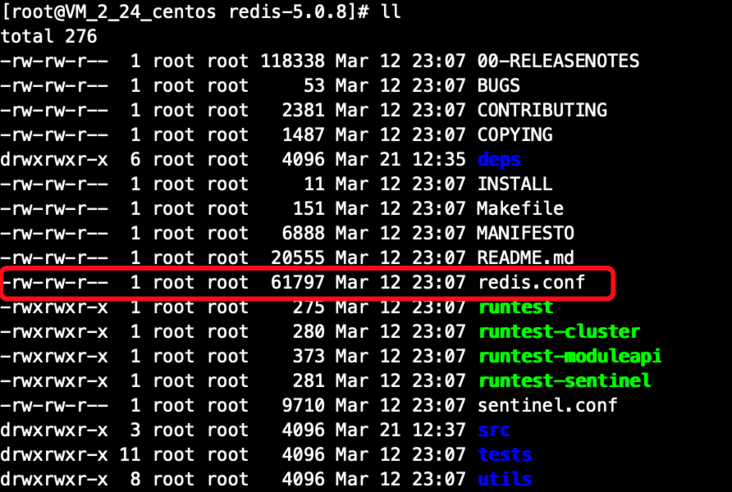 [root@VM_2_24_centos redis-5.0.8]# ll
total 276
-rw-rw-r-- 1 root root 118338 Mar 12 23:07 00-RELEASENOTES
-rw-rw-r-- 1 root root 53 Mar 12 23:07 BUGS
-rw-rw-r-- 1 root root 2381 Mar 12 23:07 CONTRIBUTING
-rw-rw-r-- 1 root root 1487 Mar 12 23:07 COPYING
drwxrwxr-x 6 root root 4096 Mar 21 12:35 deps
-rw-rw-r-- 1 root root 11 Mar 12 23:07 INSTALL
-rw-rw-r-- 1 root root 151 Mar 12 23:07 Makefile
-rw-rw-r-- 1 root root 6888 Mar 12 23:07 MANIFESTO
-rw-rw-r-- 1 root root 20555 Mar 12 23:07 README.md
-rw-rw-r-- 1 root root 61797 Mar 12 23:07 redis.conf
-rwxrwxr-x 1 root root 275 Mar 12 23:07 runtest
-rwxrwxr-x 1 root root 280 Mar 12 23:07 runtest-cluster
-rwxrwxr-x 1 root root 373 Mar 12 23:07 runtest-moduleapi
-rwxrwxr-x 1 root root 281 Mar 12 23:07 runtest-sentinel
-rw-rw-r-- 1 root root 9710 Mar 12 23:07 sentinel.conf
drwxrwxr-x 3 root root 4096 Mar 21 12:37 src
drwxrwxr-x 11 root root 4096 Mar 12 23:07 tests
drwxrwxr-x 8 root root 4096 Mar 12 23:07 utils